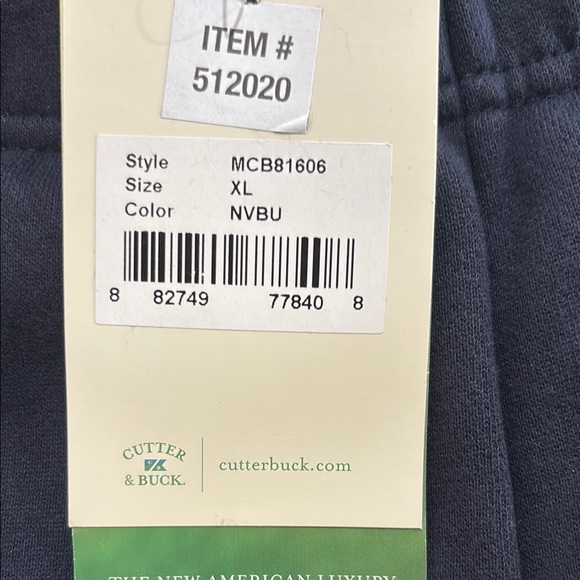 ITEM #
512020
Style MCB81606
Size XL
Color NVBU
8 82749 77840 8
CUTTER
& BUCK.
cutterbuck.com
THE NEW AMERICAN LUXURY